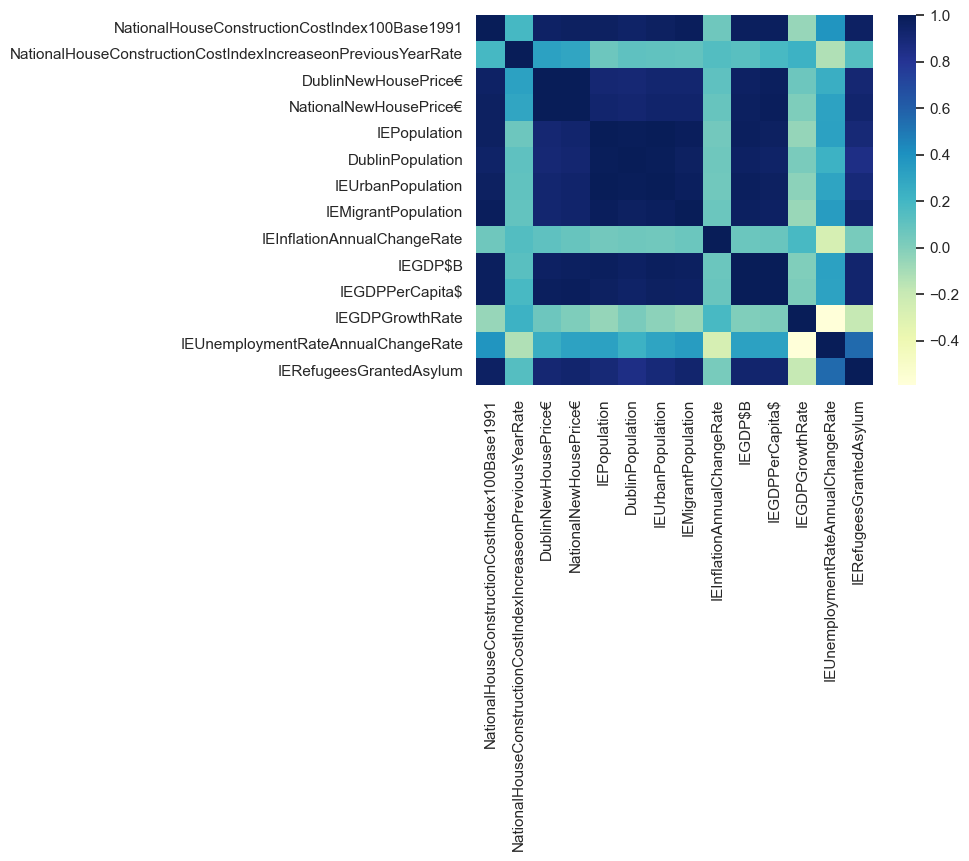 NationalHouseConstructionCostIndex100Base1991
NationalHouseConstructionCostIndexIncreaseonPreviousYearRate
DublinNewHousePrice€
NationalNewHousePrice€
IEPopulation
DublinPopulation
IEUrbanPopulation
IEMigrantPopulation
IEInflationAnnualChangeRate
IEGDP$B
IEGDPPerCapita$
IEGDPGrowthRate
IEUnemploymentRateAnnualChangeRate
IERefugeesGrantedAsylum
1.0
0.8
0.6
0.4
0.2
0.0
−0.2
−0.4
NationalHouseConstructionCostIndex100Base1991
NationalHouseConstructionCostIndexIncreaseonPreviousYearRate
DublinNewHousePrice€
NationalNewHousePrice€
IEPopulation
DublinPopulation
IEUrbanPopulation
IEMigrantPopulation
IEInflationAnnualChangeRate
IEGDP$B
IEGDPPerCapita$
IEGDPGrowthRate
IEUnemploymentRateAnnualChangeRate
IERefugeesGrantedAsylum